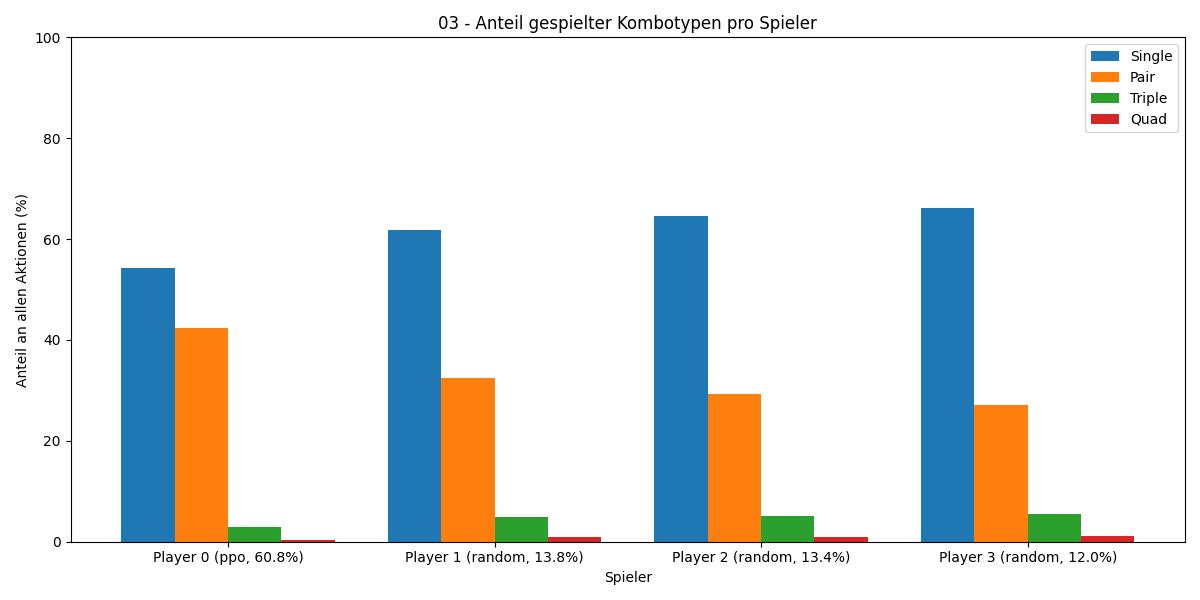 03 - Anteil gespielter Kombotypen pro Spieler
Single
Pair
Triple
Quad
Anteil an allen Aktionen (%)
100
80
60
40
20
0
Player 0 (ppo, 60.8%)
Player 1 (random, 13.8%)
Player 2 (random, 13.4%)
Player 3 (random, 12.0%)
Spieler